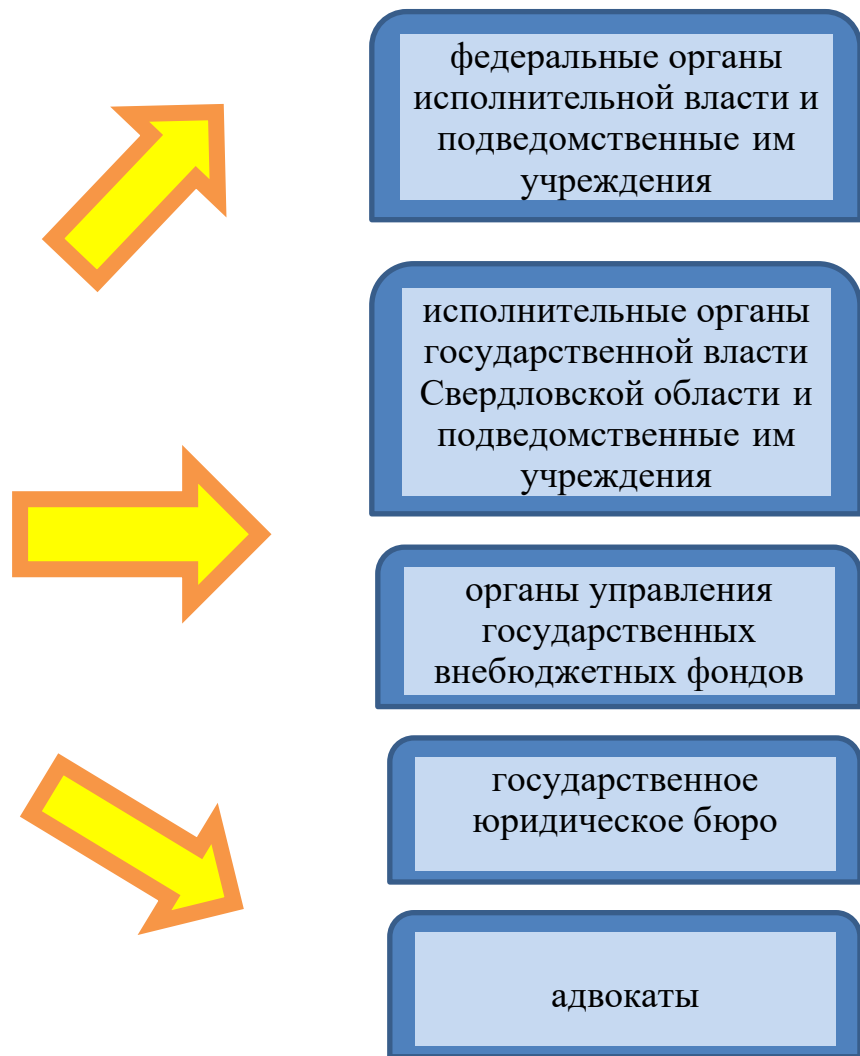 федеральные органы
исполнительной власти и
подведомственные им
учреждения
исполнительные органы
государственной власти
Свердловской области и
подведомственные им
учреждения
органы управления
государственных
внебюджетных фондов
государственное
юридическое бюро
адвокаты